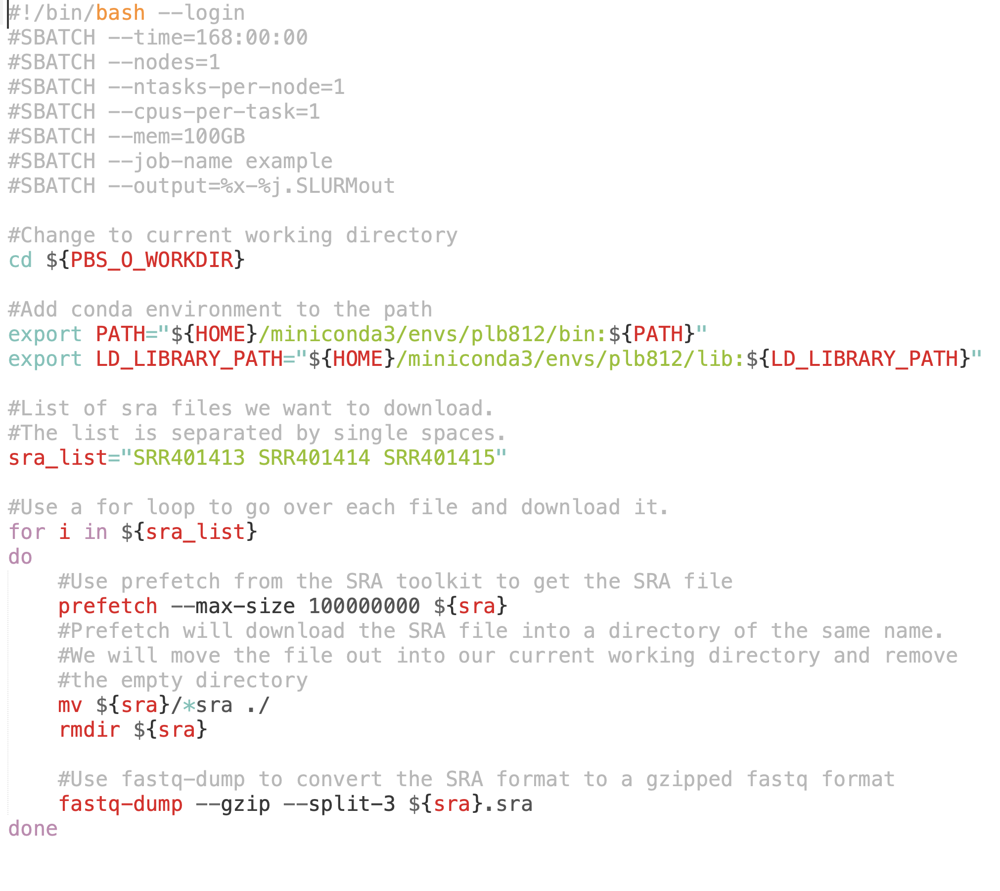 #!/bin/bash --login
#SBATCH --time=168:00:00
#SBATCH --nodes=1
#SBATCH --ntasks-per-node=1
#SBATCH --cpus-per-task=1
#SBATCH --mem=100GB
#SBATCH --job-name example
#SBATCH --output=%x-%j.SLURMout

#Change to current working directory
cd ${PBS_O_WORKDIR}

#Add conda environment to the path
export PATH="${HOME}/miniconda3/envs/plb812/bin:${PATH}"
export LD_LIBRARY_PATH="${HOME}/miniconda3/envs/plb812/lib:${LD_LIBRARY_PATH}"

#List of sra files we want to download.
#The list is separated by single spaces.
sra_list="SRR401413 SRR401414 SRR401415"

#Use a for loop to go over each file and download it.
for i in ${sra_list}
do
    #Use prefetch from the SRA toolkit to get the SRA file
    prefetch --max-size 100000000 ${sra}
    #Prefetch will download the SRA file into a directory of the same name.
    #We will move the file out into our current working directory and remove
    #the empty directory
    mv ${sra}/*sra ./
    rmdir ${sra}

    #Use fastq-dump to convert the SRA format to a gzipped fastq format
    fastq-dump --gzip --split-3 ${sra}.sra
done